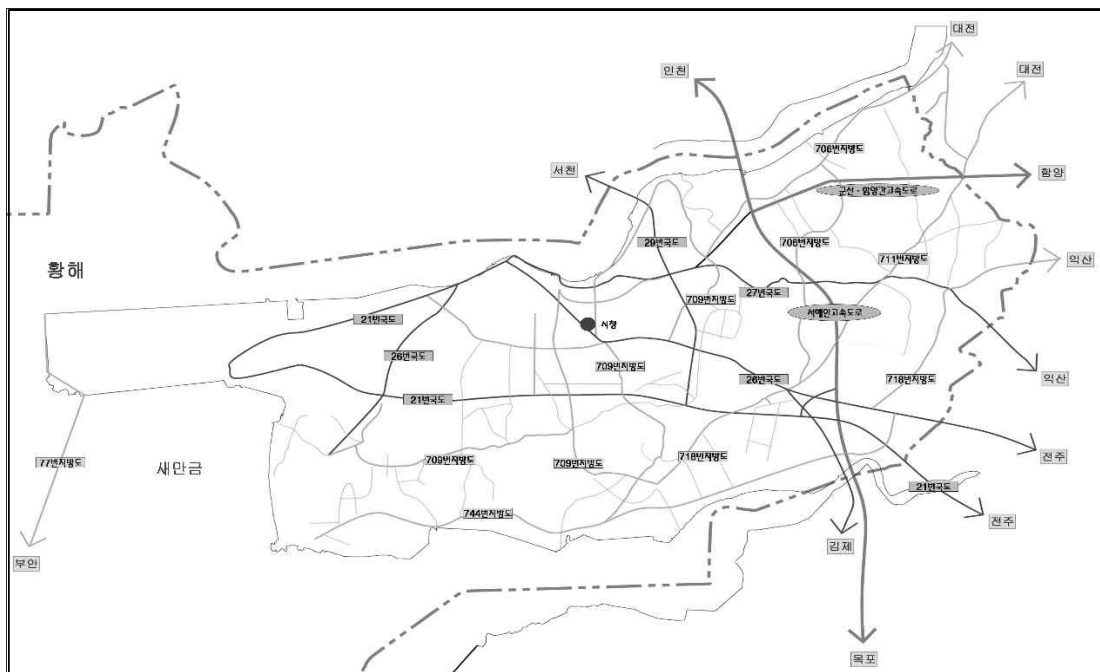 대전
인천
대전
706번지방도
서천
함양
군산·함양간고속도로
29번국도
706번지방도
711번지방도
익산
황해
709번지방도
27번국도
서해안고속도로
21번국도
시청
26번국도
709번지방도
26번국도
718번지방도
익산
21번국도
전주
77번지방도
새만금
709번지방도
709번지방도
718번지방도
21번국도
744번지방도
전주
김제
부안
목포